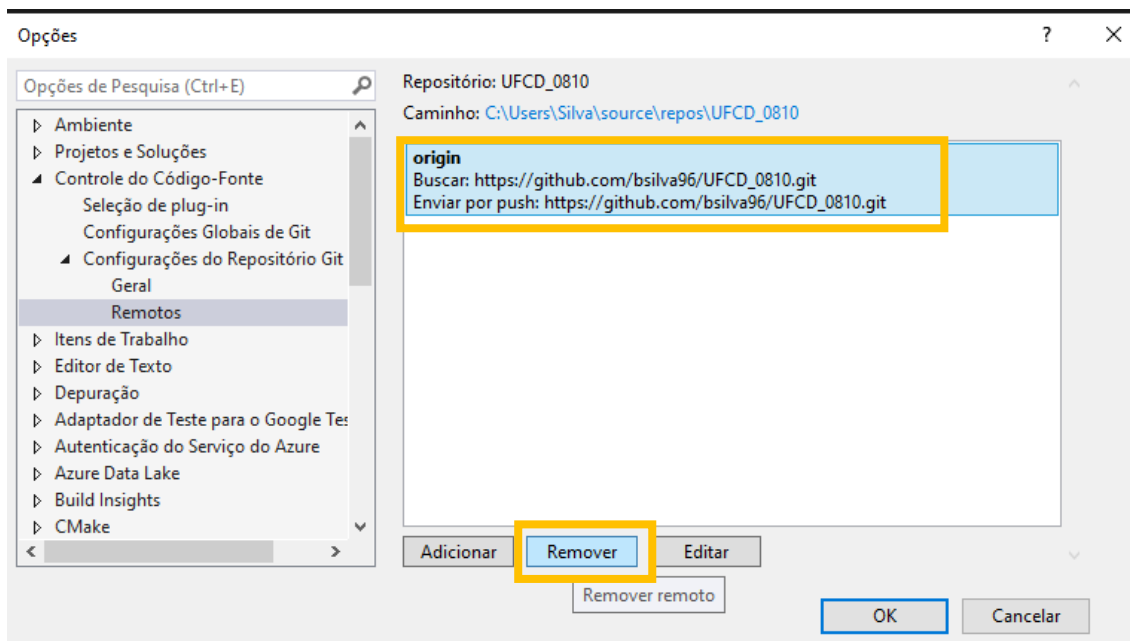 Opções
?
Opções de Pesquisa (Ctrl+E)
Ambiente
Projetos e Soluções
Controle do Código-Fonte
Seleção de plug-in
Configurações Globais de Git
Configurações do Repositório Git
Geral
Remotos
Itens de Trabalho
Editor de Texto
Depuração
Adaptador de Teste para o Google Tes
Autenticação do Serviço do Azure
Azure Data Lake
Build Insights
CMake
Repositório: UFCD_0810
Caminho: C:\Users\Silva\source\repos\UFCD_0810
origin
Buscar: https://github.com/bsilva96/UFCD_0810.git
Enviar por push: https://github.com/bsilva96/UFCD_0810.git
Adicionar
Remover
Editar
Remover remoto
OK
Cancelar